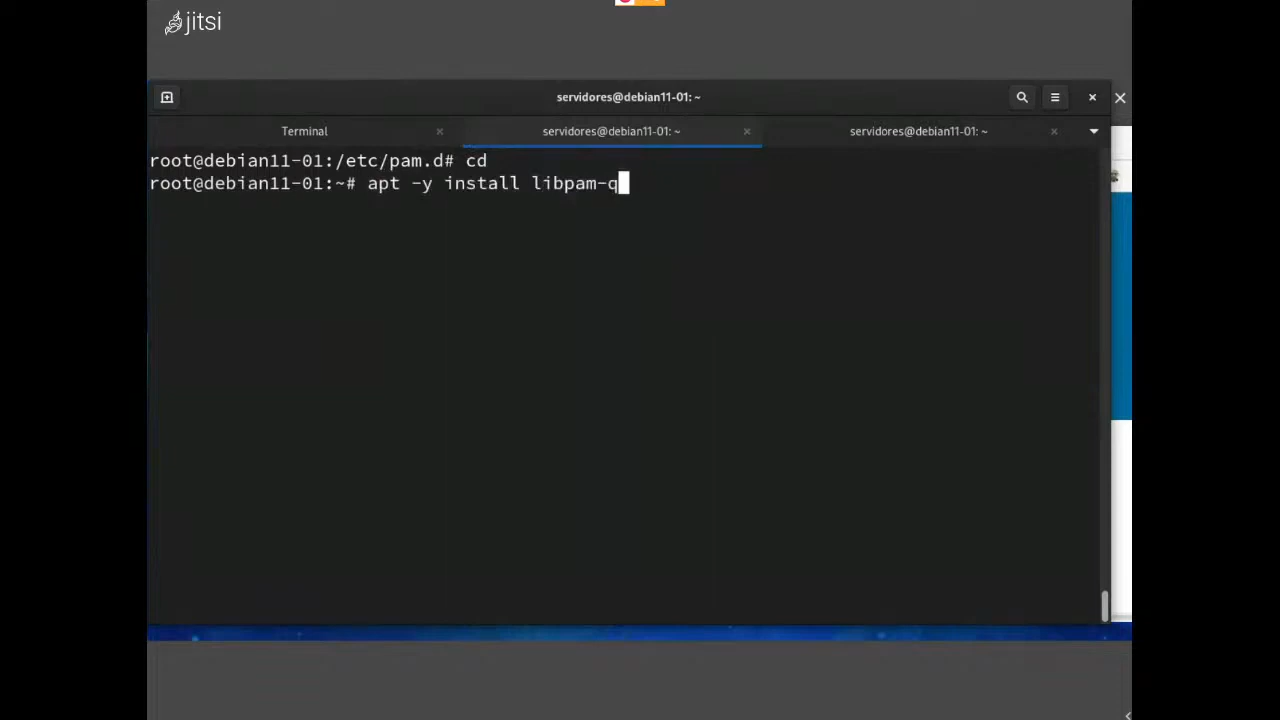 jitsi
servidores@debian11-01: ~
Terminal
servidores@debian11-01: ~
servidores@debian11-01: ~
root@debian11-01:/etc/pam.d# cd
root@debian11-01:~# apt -y install libpam-q